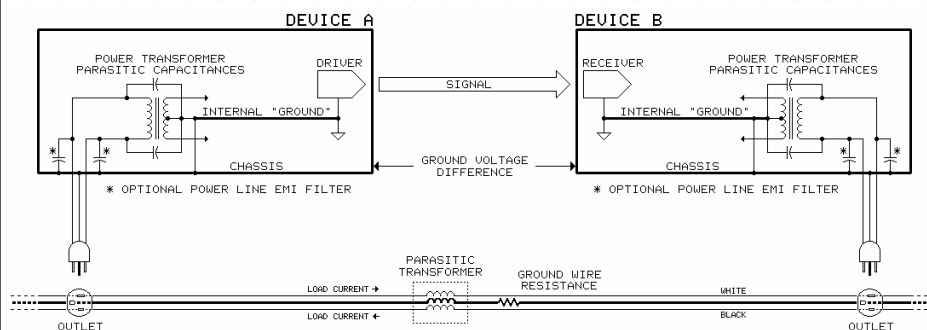 DEVICE A
DEVICE B
POWER TRANSFORMER
PARASITIC CAPACITANCES
DRIVER
SIGNAL
RECEIVER
POWER TRANSFORMER
PARASITIC CAPACITANCES
INTERNAL "GROUND"
INTERNAL "GROUND"
*
*
*
*
CHASSIS
GROUND VOLTAGE
DIFFERENCE
CHASSIS
* OPTIONAL POWER LINE EMI FILTER
* OPTIONAL POWER LINE EMI FILTER
PARASITIC
TRANSFORMER
GROUND WIRE
RESISTANCE
LOAD CURRENT →
WHITE
LOAD CURRENT ←
BLACK
OUTLET
OUTLET